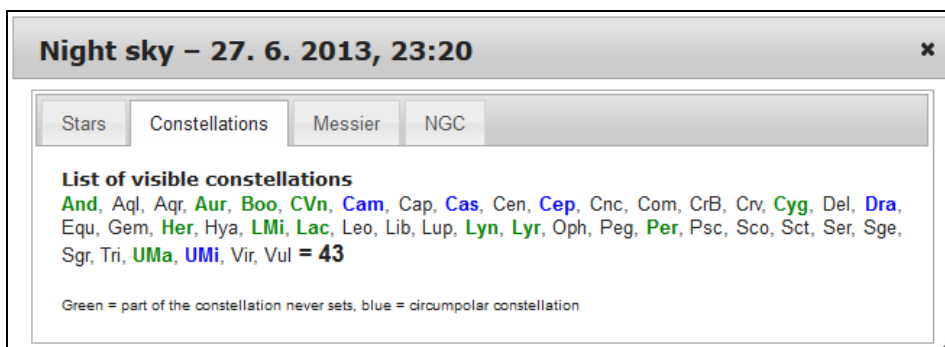 Night sky – 27. 6. 2013, 23:20 ×
Stars Constellations Messier NGC
List of visible constellations
And, Aql, Aqr, Aur, Boo, CVn, Cam, Cap, Cas, Cen, Cep, Cnc, Com, CrB, Crv, Cyg, Del, Dra,
Equ, Gem, Her, Hya, LMi, Lac, Leo, Lib, Lup, Lyn, Lyr, Oph, Peg, Per, Psc, Sco, Sct, Ser, Sge,
Sgr, Tri, UMa, UMi, Vir, Vul = 43
Green = part of the constellation never sets, blue = circumpolar constellation